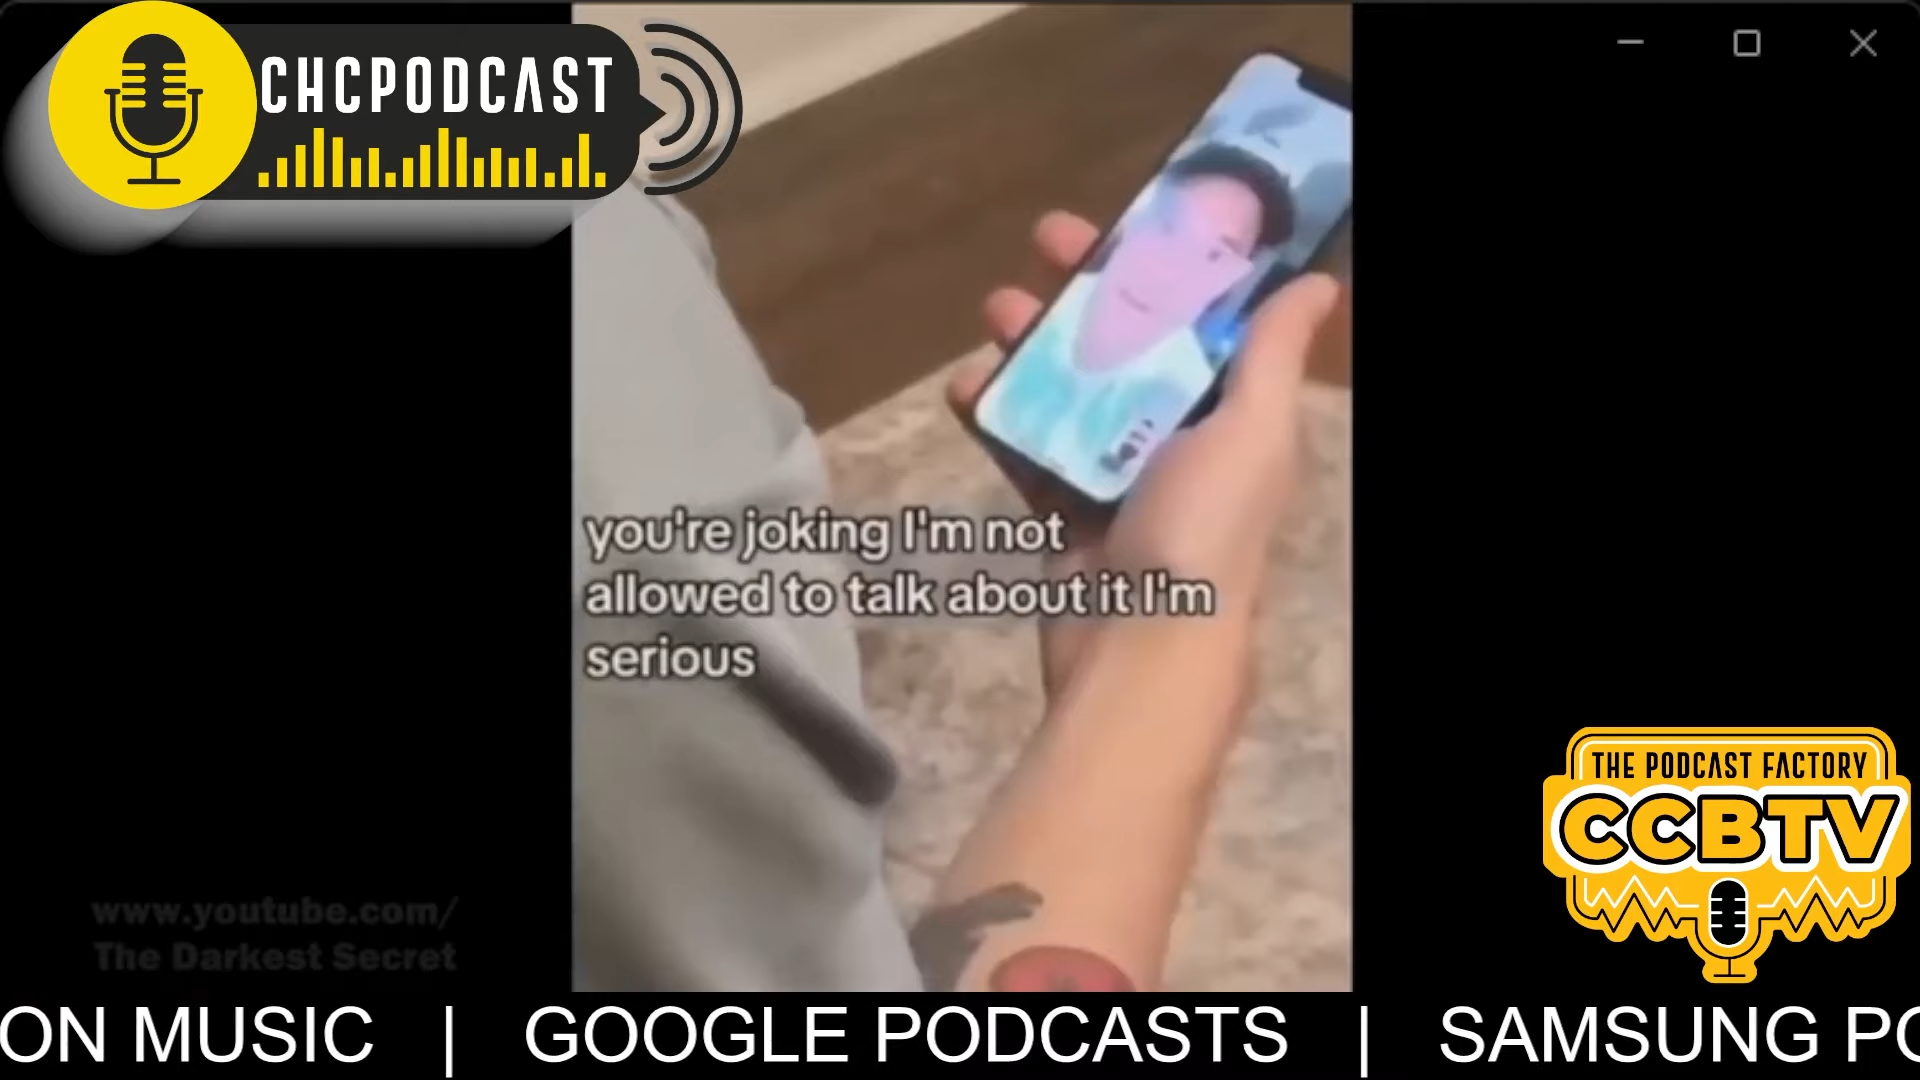 CHCPODCAST
you're joking I'm not
allowed to talk about it I'm
serious
THE PODCAST FACTORY
CCBTV
www.youtube.com/
The Darkest Secret
ON MUSIC | GOOGLE PODCASTS | SAMSUNG PO